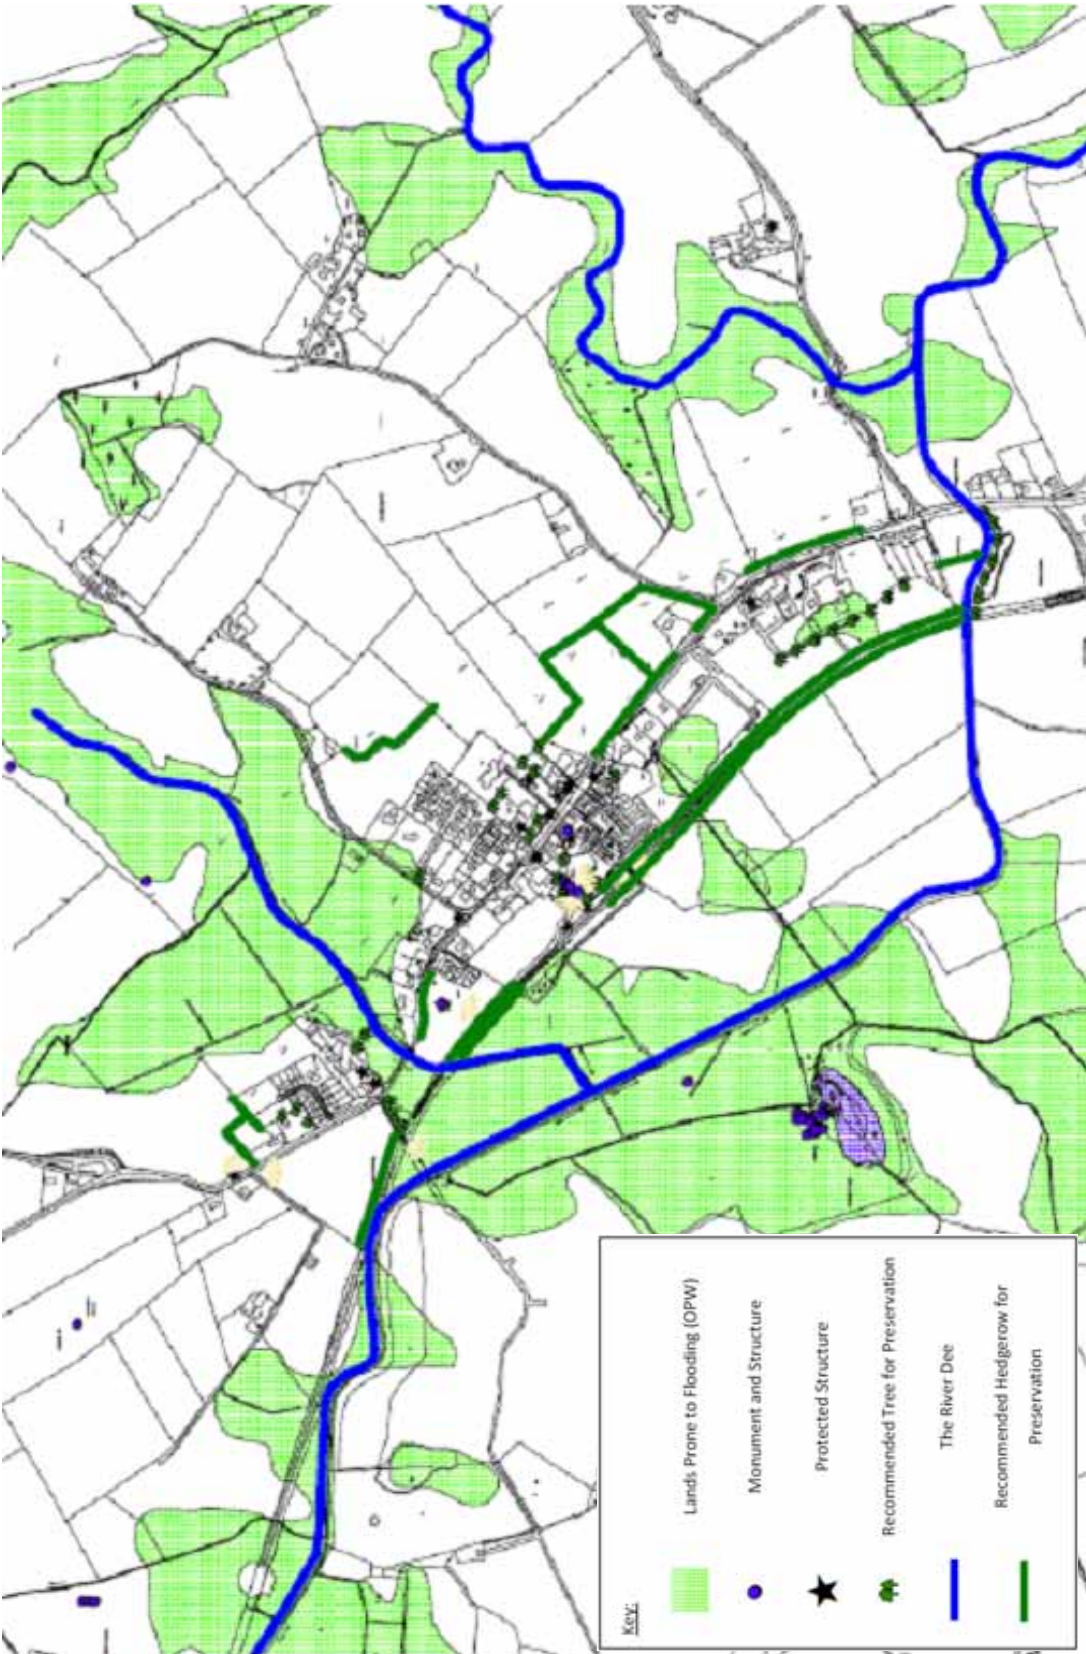 Key:
Lands Prone to Flooding (OPW)
Monument and Structure
Protected Structure
Recommended Tree for Preservation
The River Dee
Recommended Hedgerow for
Preservation